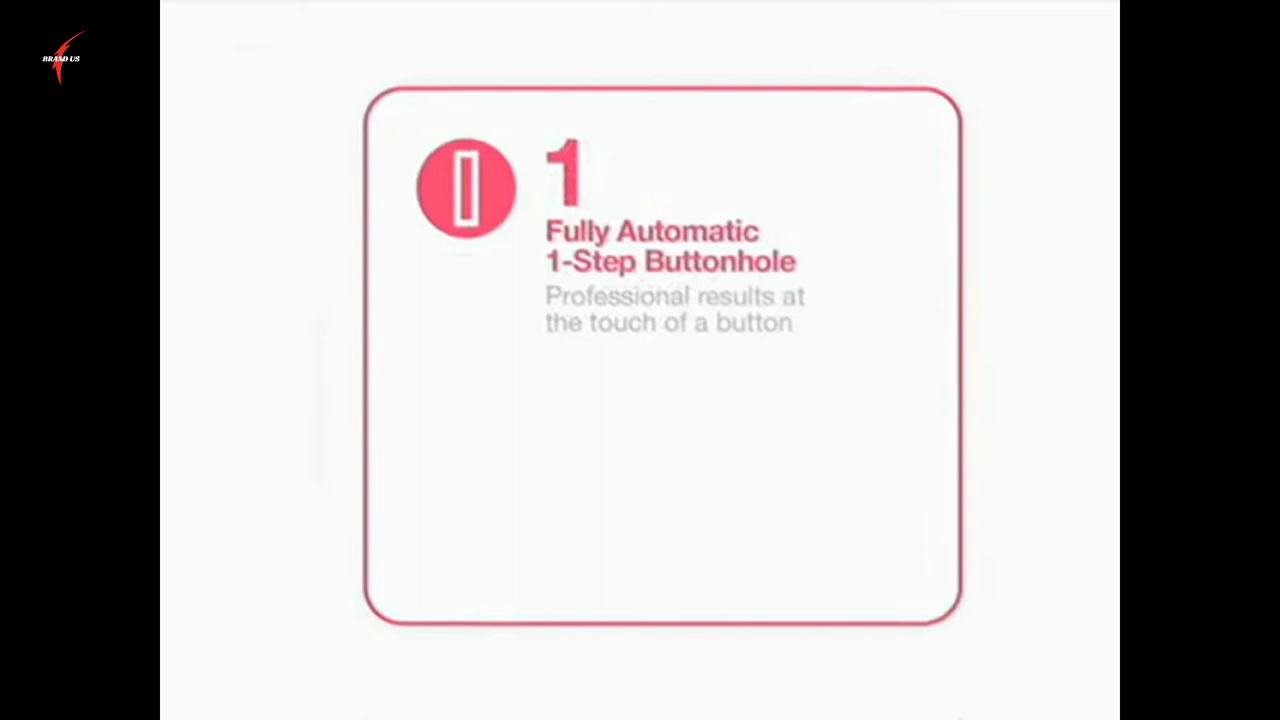 BRAND US
1
Fully Automatic
1-Step Buttonhole
Professional results at
the touch of a button